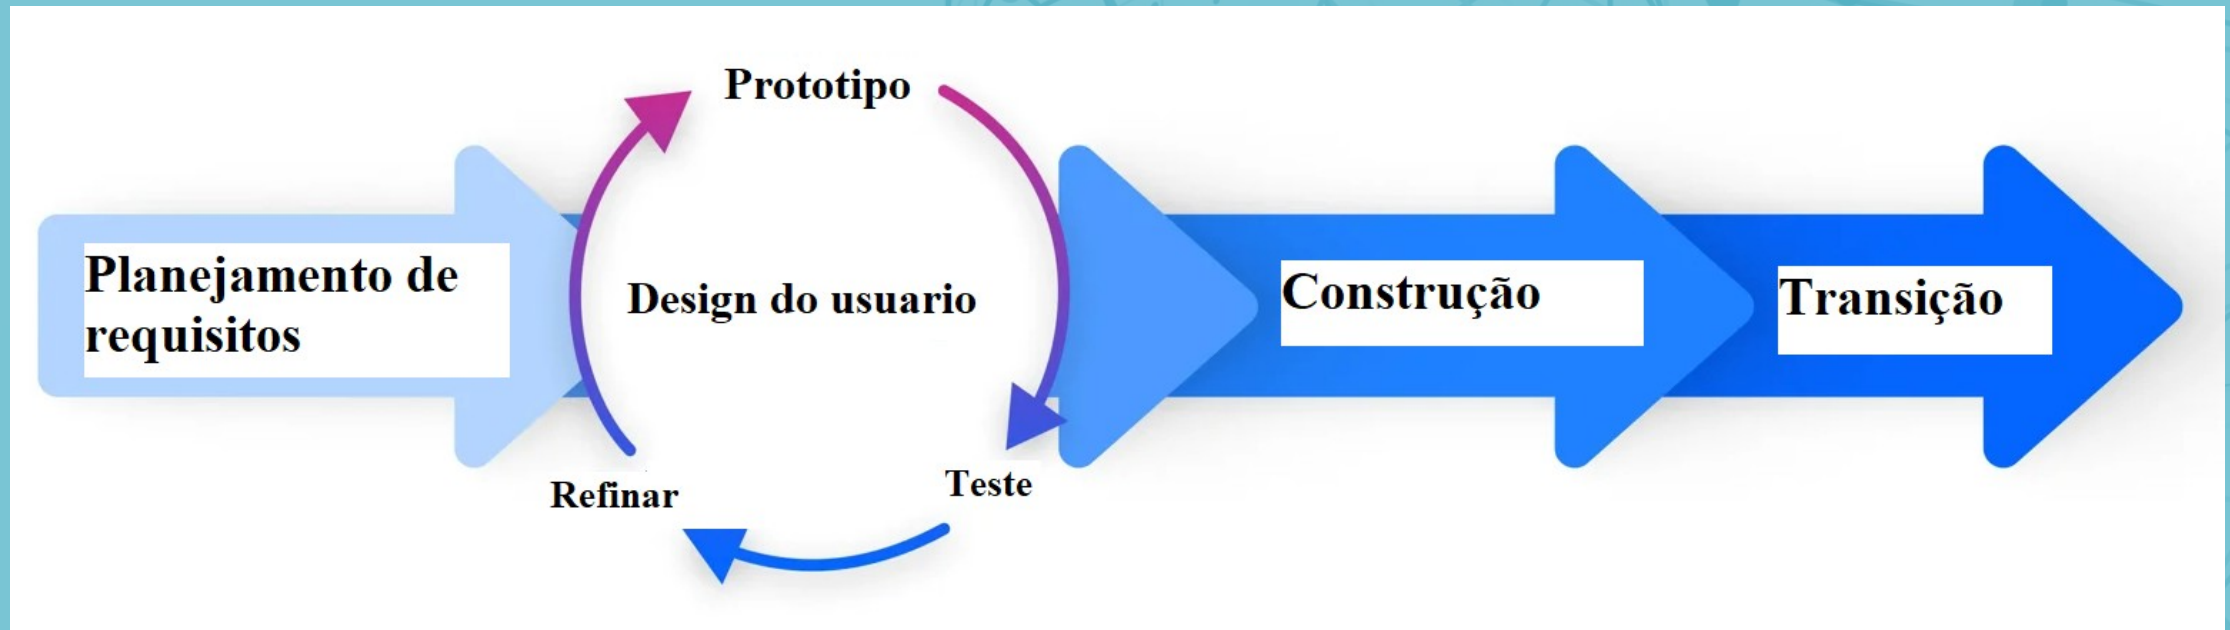 Prototipo
Planejamento de
requisitos
Design do usuario
Construção
Transição
Refinar
Teste